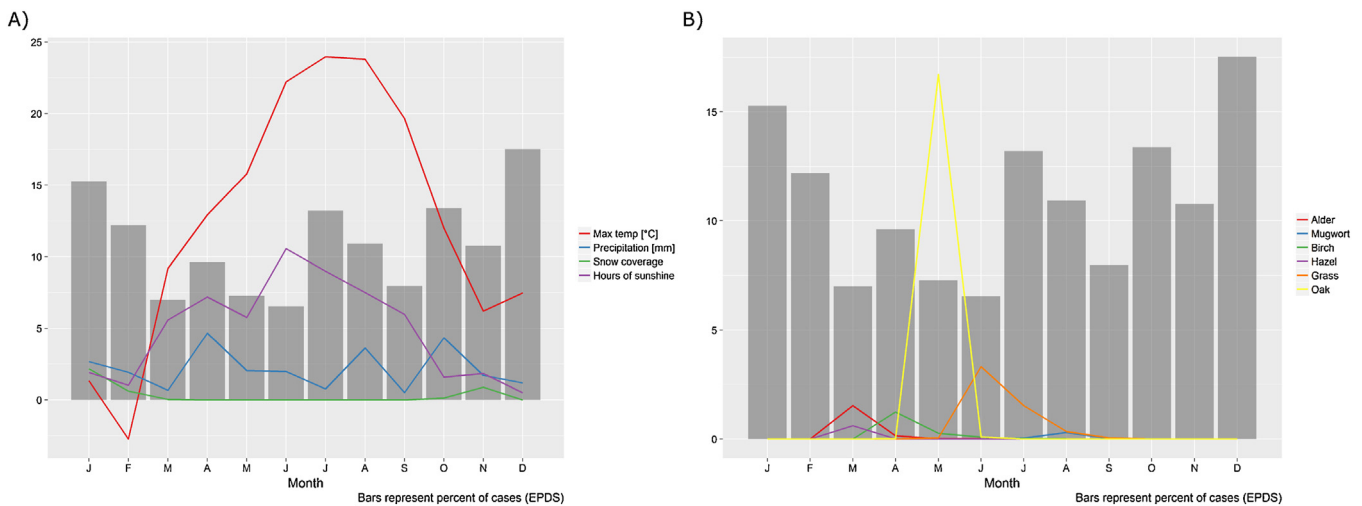 A)
25
20
15
10
5
0
J F M A M J J A S O N D
Month
Bars represent percent of cases (EPDS)
Max temp [°C]
Precipitation [mm]
Snow coverage
Hours of sunshine
B)
15
10
5
0
J F M A M J J A S O N D
Month
Bars represent percent of cases (EPDS)
Alder
Mugwort
Birch
Hazel
Grass
Oak